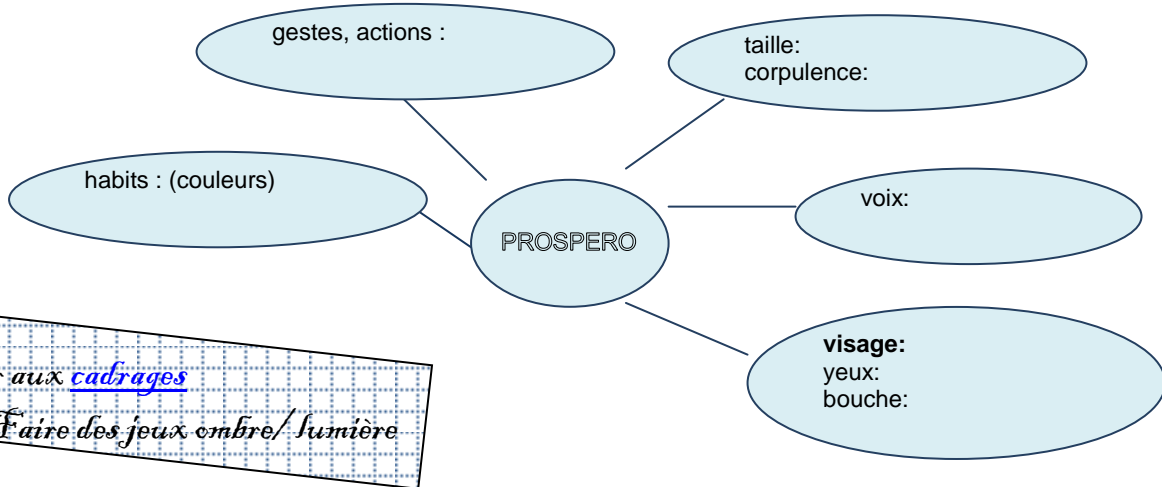 gestes, actions :
taille:
corpulence:
habits : (couleurs)
voix:
PROSPERO
visage:
yeux:
bouche:
aux cadrages
Faire des jeux ombre/ lumière